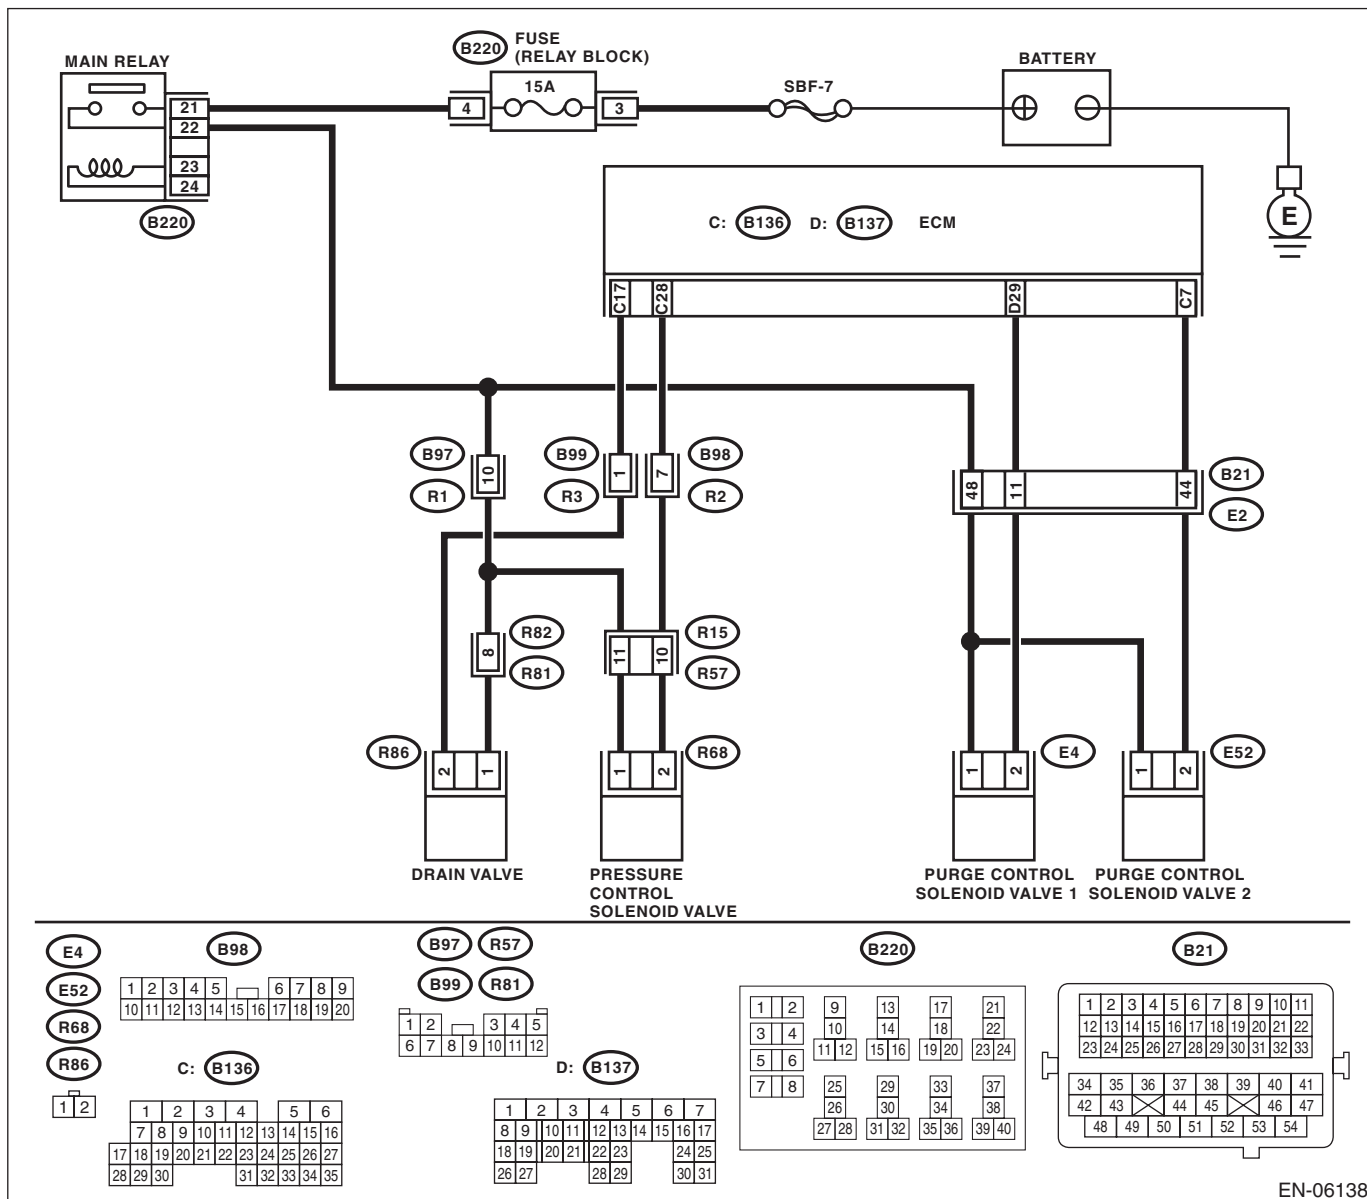 B220
FUSE
(RELAY BLOCK)
MAIN RELAY
15A
SBF-7
BATTERY
21
22
23
24
4
3
B220
E
C: B136 D: B137 ECM
C17
C28
D29
C7
B97
R1
10
B99
R3
1
7
B98
R2
48
11
44
B21
E2
8
R82
R81
11
10
R15
R57
R86
2
1
1
2
R68
1
2
E4
1
2
E52
DRAIN VALVE
PRESSURE
CONTROL
SOLENOID VALVE
PURGE CONTROL
SOLENOID VALVE 1
PURGE CONTROL
SOLENOID VALVE 2
E4
E52
R68
R86
1 2
B98
1 2 3 4 5 6 7 8 9
10 11 12 13 14 15 16 17 18 19 20
C: B136
1 2 3 4 5 6
7 8 9 10 11 12 13 14 15 16
17 18 19 20 21 22 23 24 25 26 27
28 29 30 31 32 33 34 35
B97 R57
B99 R81
1 2 3 4 5
6 7 8 9 10 11 12
D: B137
1 2 3 4 5 6 7
8 9 10 11 12 13 14 15 16 17
18 19 20 21 22 23 24 25
26 27 28 29 30 31
B220
1 2 9 13 17 21
3 4 10 14 18 22
5 6 11 12 15 16 19 20 23 24
7 8 25 29 33 37
26 30 34 38
27 28 31 32 35 36 39 40
B21
1 2 3 4 5 6 7 8 9 10 11
12 13 14 15 16 17 18 19 20 21 22
23 24 25 26 27 28 29 30 31 32 33
34 35 36 37 38 39 40 41
42 43 44 45 46 47
48 49 50 51 52 53 54
EN-06138